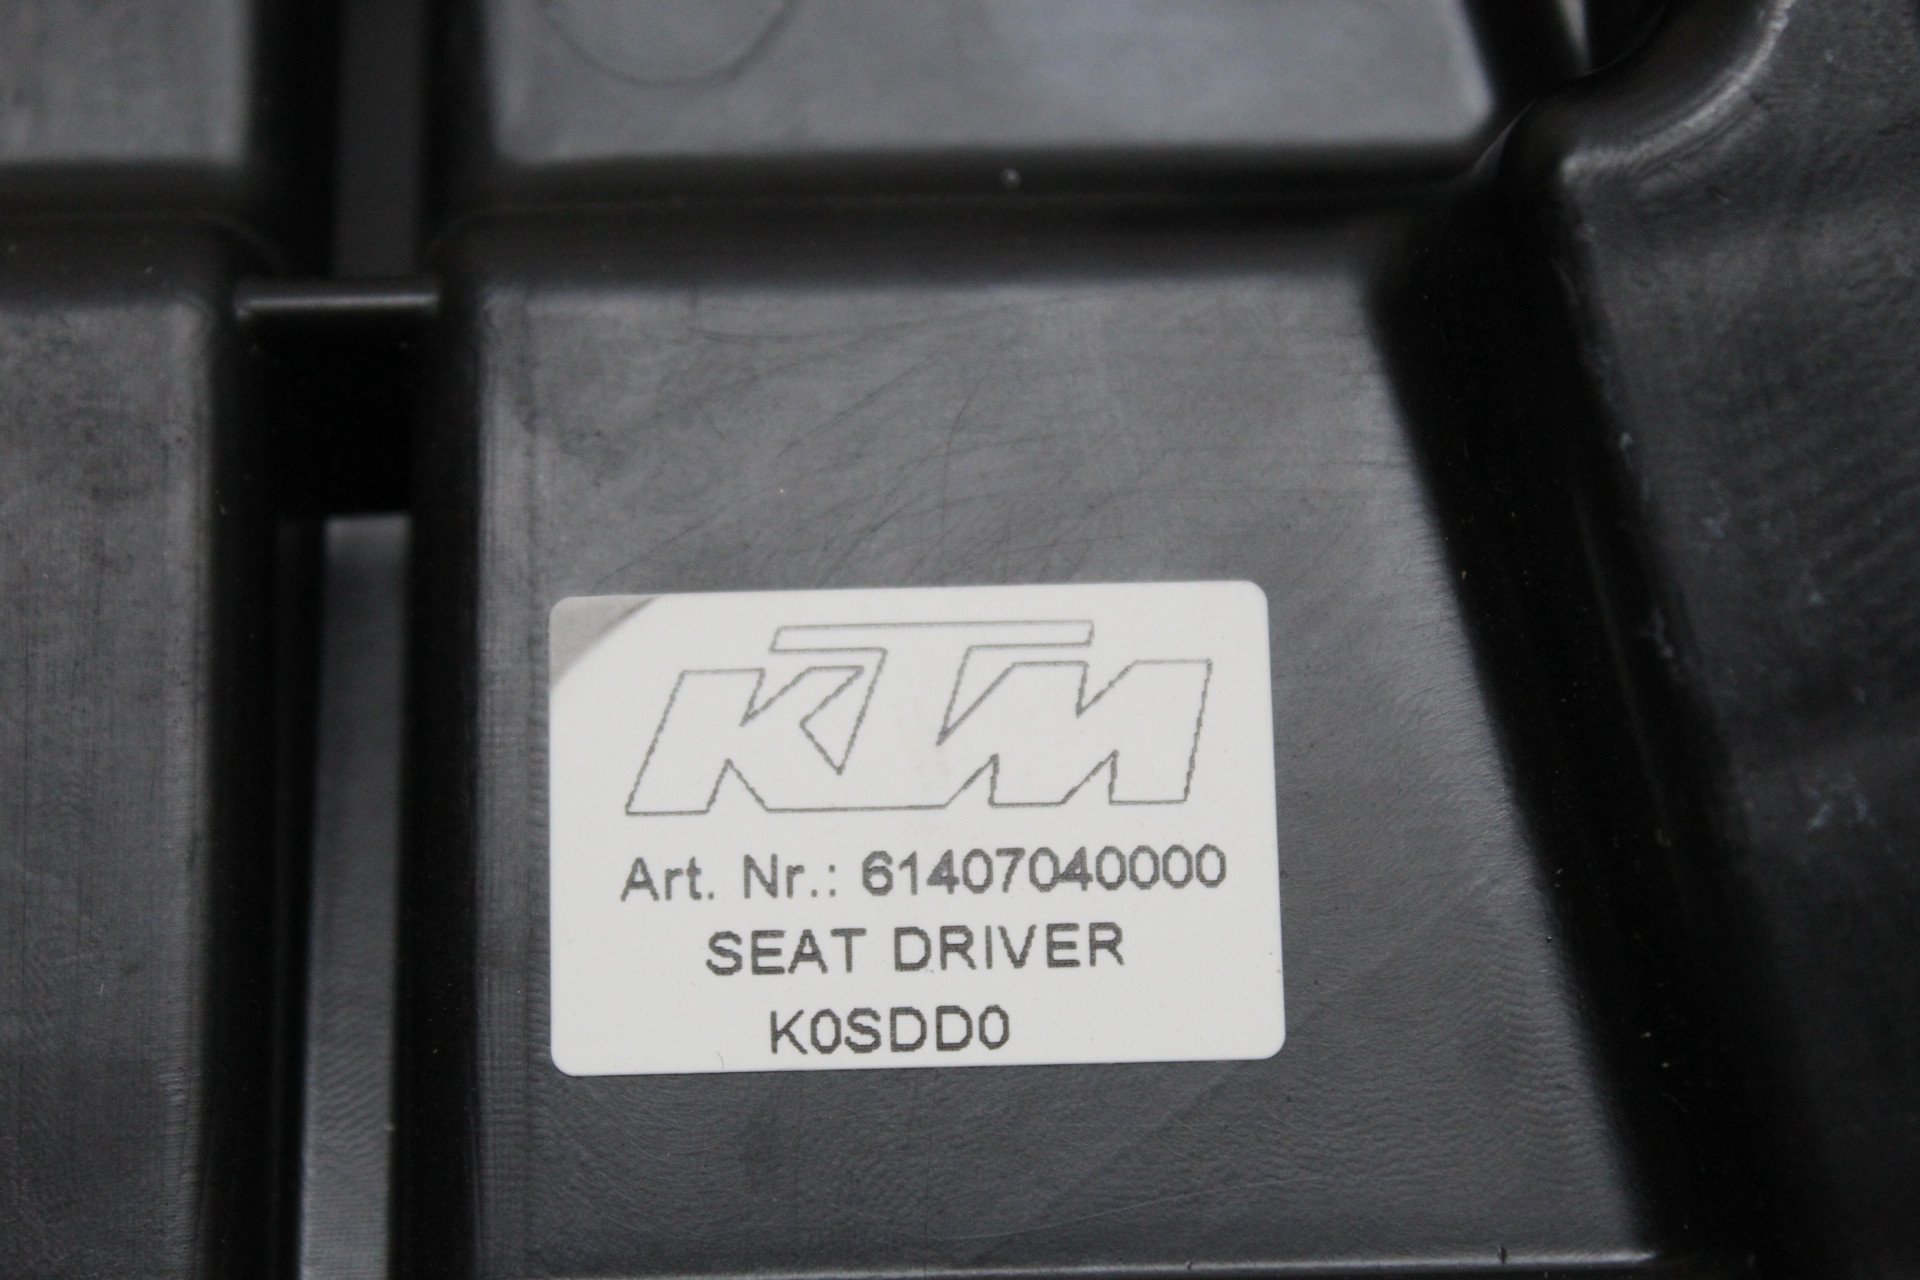 KTM
Art. Nr.: 61407040000
SEAT DRIVER
K0SDD0